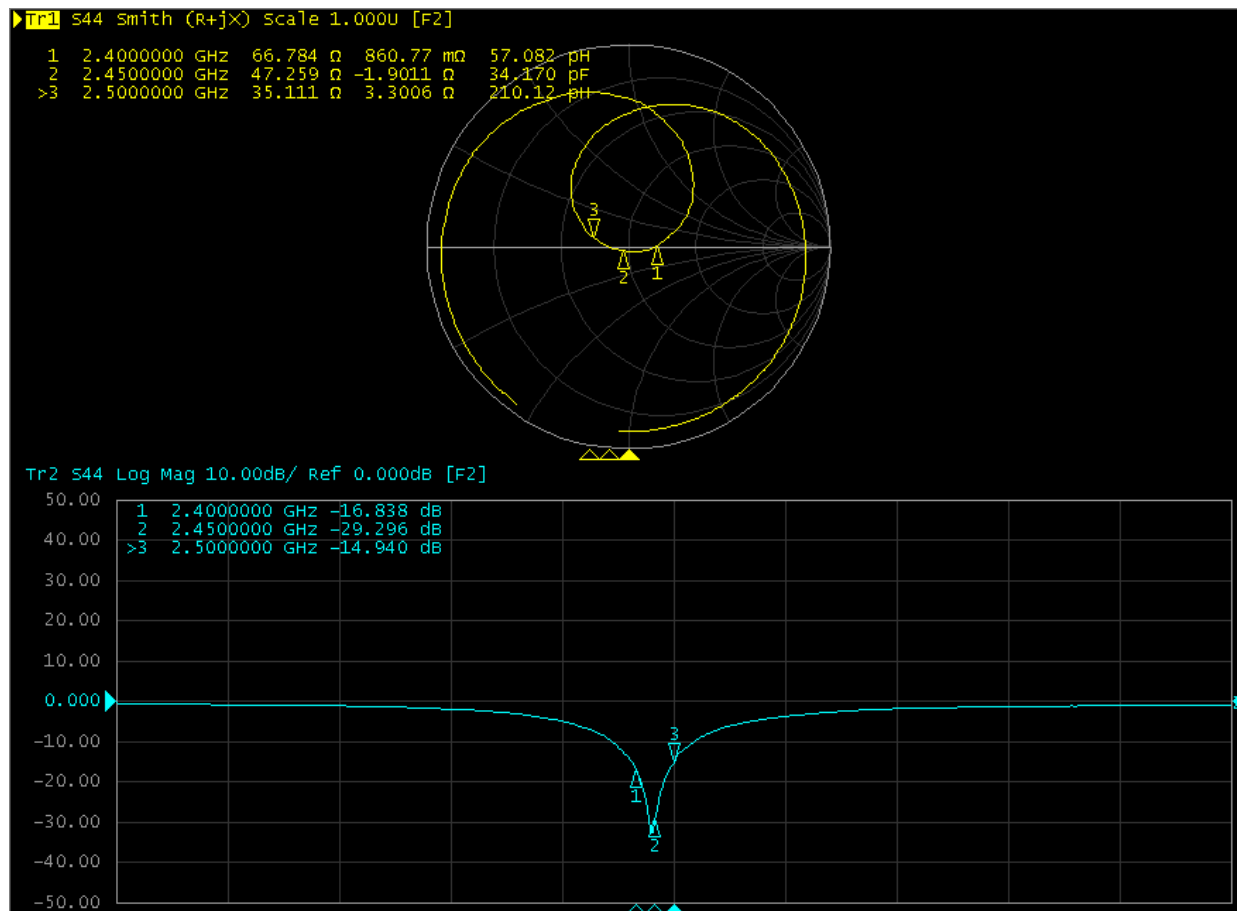 Tr1 S44 Smith (R+jX) Scale 1.000U [F2]
1 2.4000000 GHz 66.784 Ω 860.77 mΩ 57.082 pH
2 2.4500000 GHz 47.259 Ω -1.9011 Ω 34.170 pF
>3 2.5000000 GHz 35.111 Ω 3.3006 Ω 210.12 pH
3
2 1
Tr2 S44 Log Mag 10.00dB/ Ref 0.000dB [F2]
50.00
1 2.4000000 GHz -16.838 dB
2 2.4500000 GHz -29.296 dB
>3 2.5000000 GHz -14.940 dB
40.00
30.00
20.00
10.00
0.000
-10.00
3
-20.00
1
-30.00
2
-40.00
-50.00